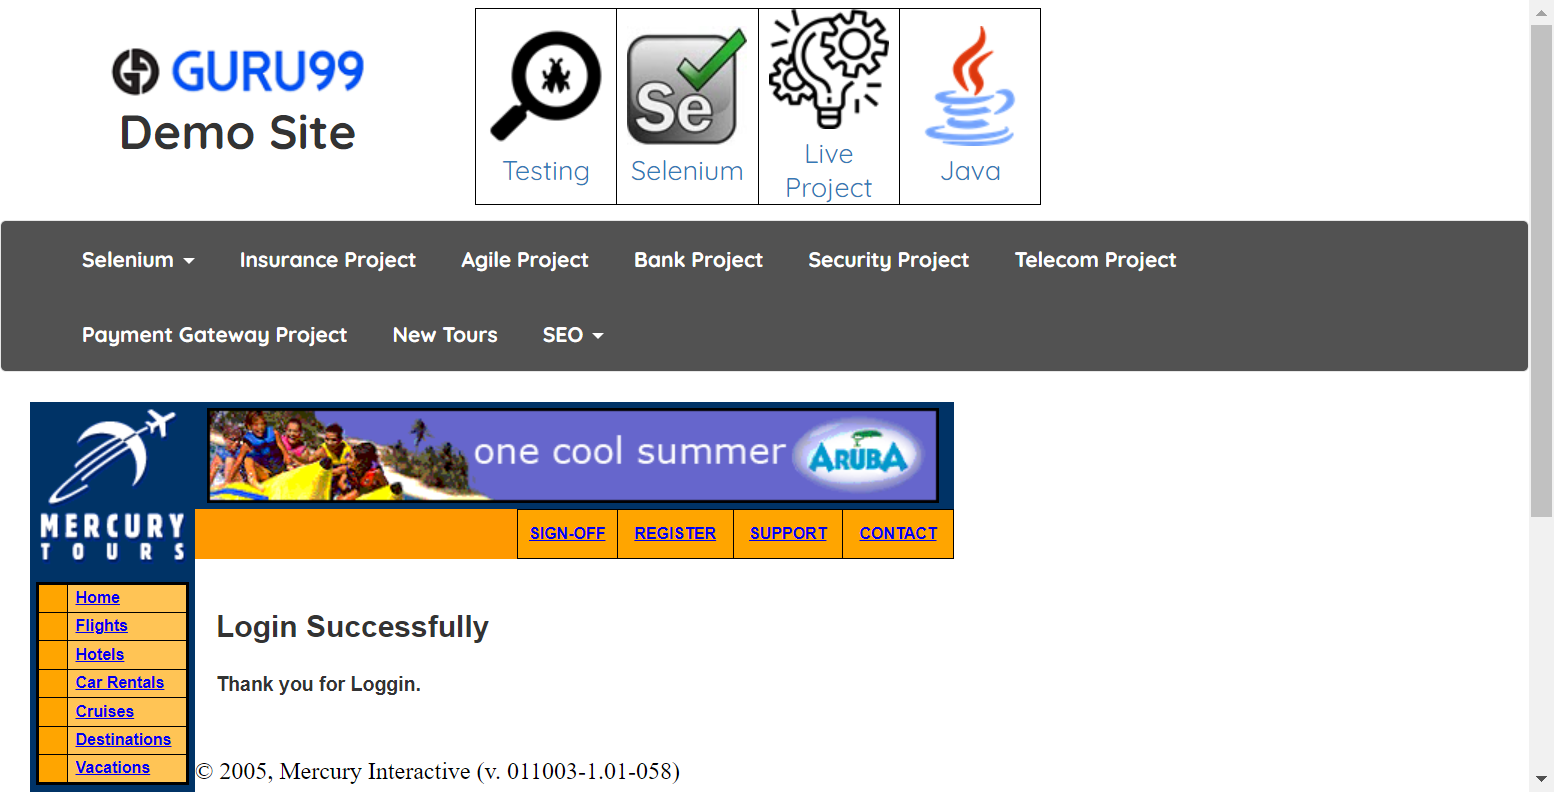 GURU99
Demo Site
Se
Testing
Selenium
Live
Project
Java
Selenium
Insurance Project
Agile Project
Bank Project
Security Project
Telecom Project
Payment Gateway Project
New Tours
SEO
MERCURY
TOURS
one cool summer
ARUBA
SIGN-OFF
REGISTER
SUPPORT
CONTACT
Home
Flights
Hotels
Car Rentals
Cruises
Destinations
Vacations
Login Successfully
Thank you for Loggin.
© 2005, Mercury Interactive (v. 011003-1.01-058)